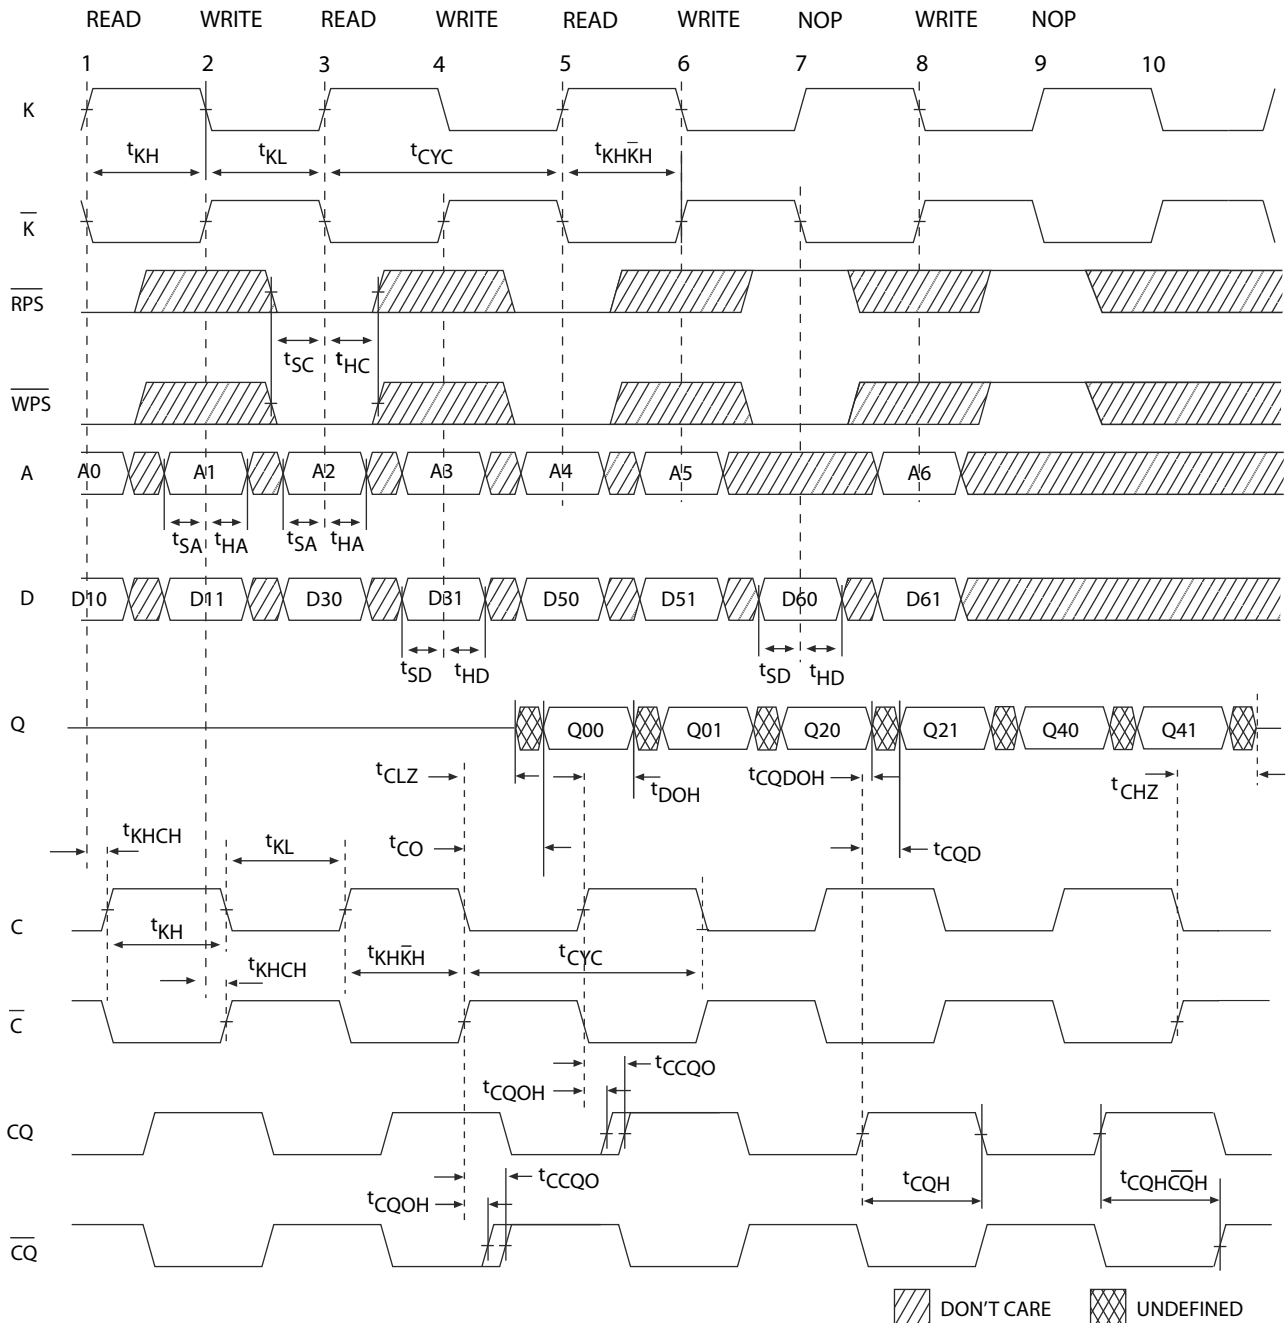 READ WRITE READ WRITE READ WRITE NOP WRITE NOP
1 2 3 4 5 6 7 8 9 10
K
tKH tKL tCYC tKHK̅H
K̅
R̅P̅S̅
tSC tHC
W̅P̅S̅
A A0 A1 A2 A3 A4 A5 A6
tSA tHA tSA tHA
D D10 D11 D30 D31 D50 D51 D60 D61
tSD tHD tSD tHD
Q Q00 Q01 Q20 Q21 Q40 Q41
tCLZ tDOH tCQDOH tCHZ
tKHCH tKL tCO tCQD
C
tKH tKHK̅H tCYC
tKHCH
C̅
tCCQO
tCQOH
CQ
tCCQO tCQH tCQHC̅Q̅H
tCQOH
C̅Q̅
DON'T CARE UNDEFINED